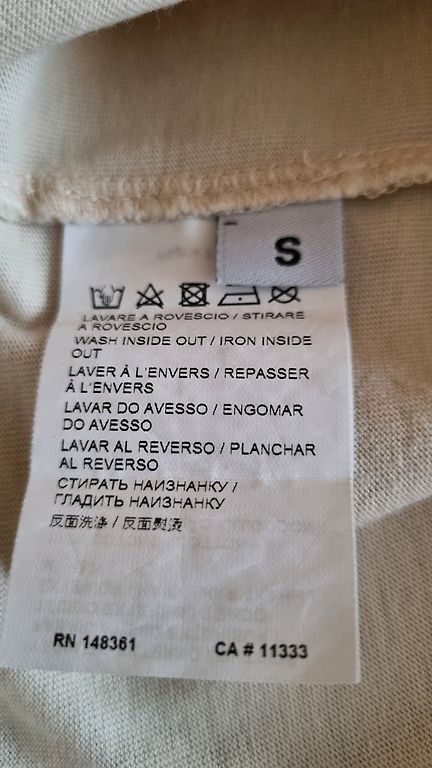 S
LAVARE A ROVESCIO / STIRARE
A ROVESCIO
WASH INSIDE OUT / IRON INSIDE
OUT
LAVER À L'ENVERS / REPASSER
À L'ENVERS
LAVAR DO AVESSO / ENGOMAR
DO AVESSO
LAVAR AL REVERSO / PLANCHAR
AL REVERSO
СТИРАТЬ НАИЗНАНКУ /
ГЛАДИТЬ НАИЗНАНКУ
反面洗涤 / 反面熨烫
RN 148361 CA # 11333